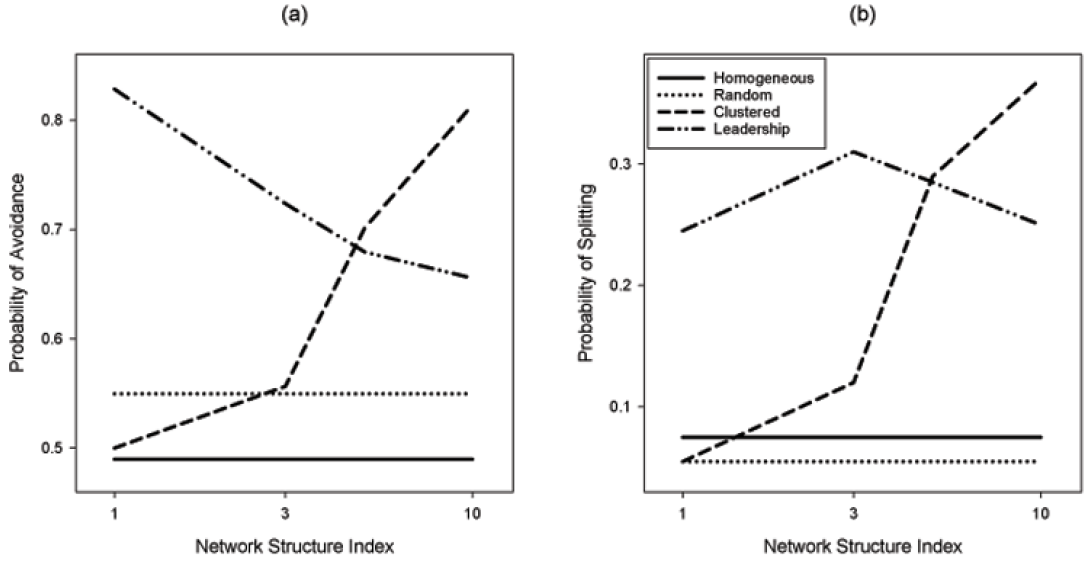 (a)
Probability of Avoidance
0.8
0.7
0.6
0.5
1
3
10
Network Structure Index
(b)
Homogeneous
Random
Clustered
Leadership
Probability of Splitting
0.3
0.2
0.1
1
3
10
Network Structure Index